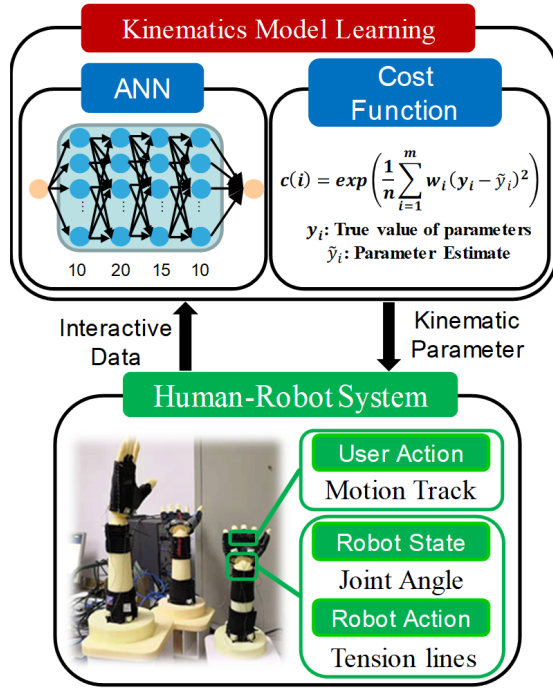 Kinematics Model Learning
ANN
10 20 15 10
Cost
Function
c(i) = exp(1/n ∑_{i=1}^{m} w_i(y_i − ỹ_i)^2)
y_i: True value of parameters
ỹ_i: Parameter Estimate
Interactive
Data
Kinematic
Parameter
Human-Robot System
User Action
Motion Track
Robot State
Joint Angle
Robot Action
Tension lines